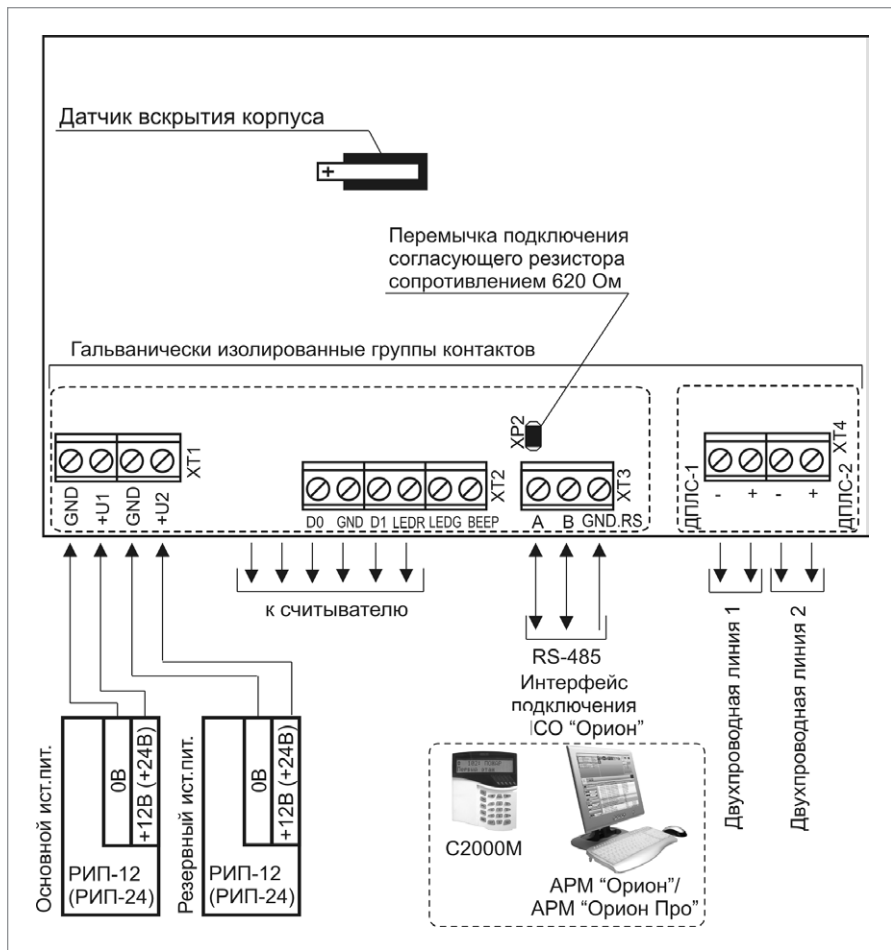 Датчик вскрытия корпуса
+
Перемычка подключения
согласующего резистора
сопротивлением 620 Ом
Гальванически изолированные группы контактов
XT1
GND
+U1
GND
+U2
XT2
D0 GND D1 LEDR LEDG BEEP
XP2
XT3
A B GND.RS
ДПЛС-1
- + - +
XT4
ДПЛС-2
к считывателю
RS-485
Интерфейс
подключения
ИСО “Орион”
Двухпроводная линия 1
Двухпроводная линия 2
Основной ист.пит.
0В
+12В (+24В)
РИП-12
(РИП-24)
Резервный ист.пит.
0В
+12В (+24В)
РИП-12
(РИП-24)
С2000М
АРМ “Орион”/
АРМ “Орион Про”